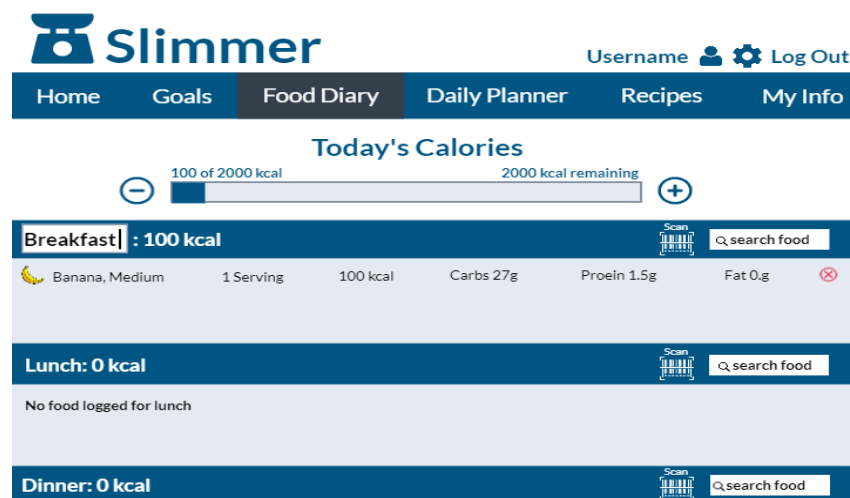 Slimmer
Username Log Out
Home Goals Food Diary Daily Planner Recipes My Info
Today's Calories
100 of 2000 kcal 2000 kcal remaining
Breakfast : 100 kcal Scan search food
Banana, Medium 1 Serving 100 kcal Carbs 27g Proein 1.5g Fat 0.g
Lunch: 0 kcal Scan search food
No food logged for lunch
Dinner: 0 kcal Scan search food